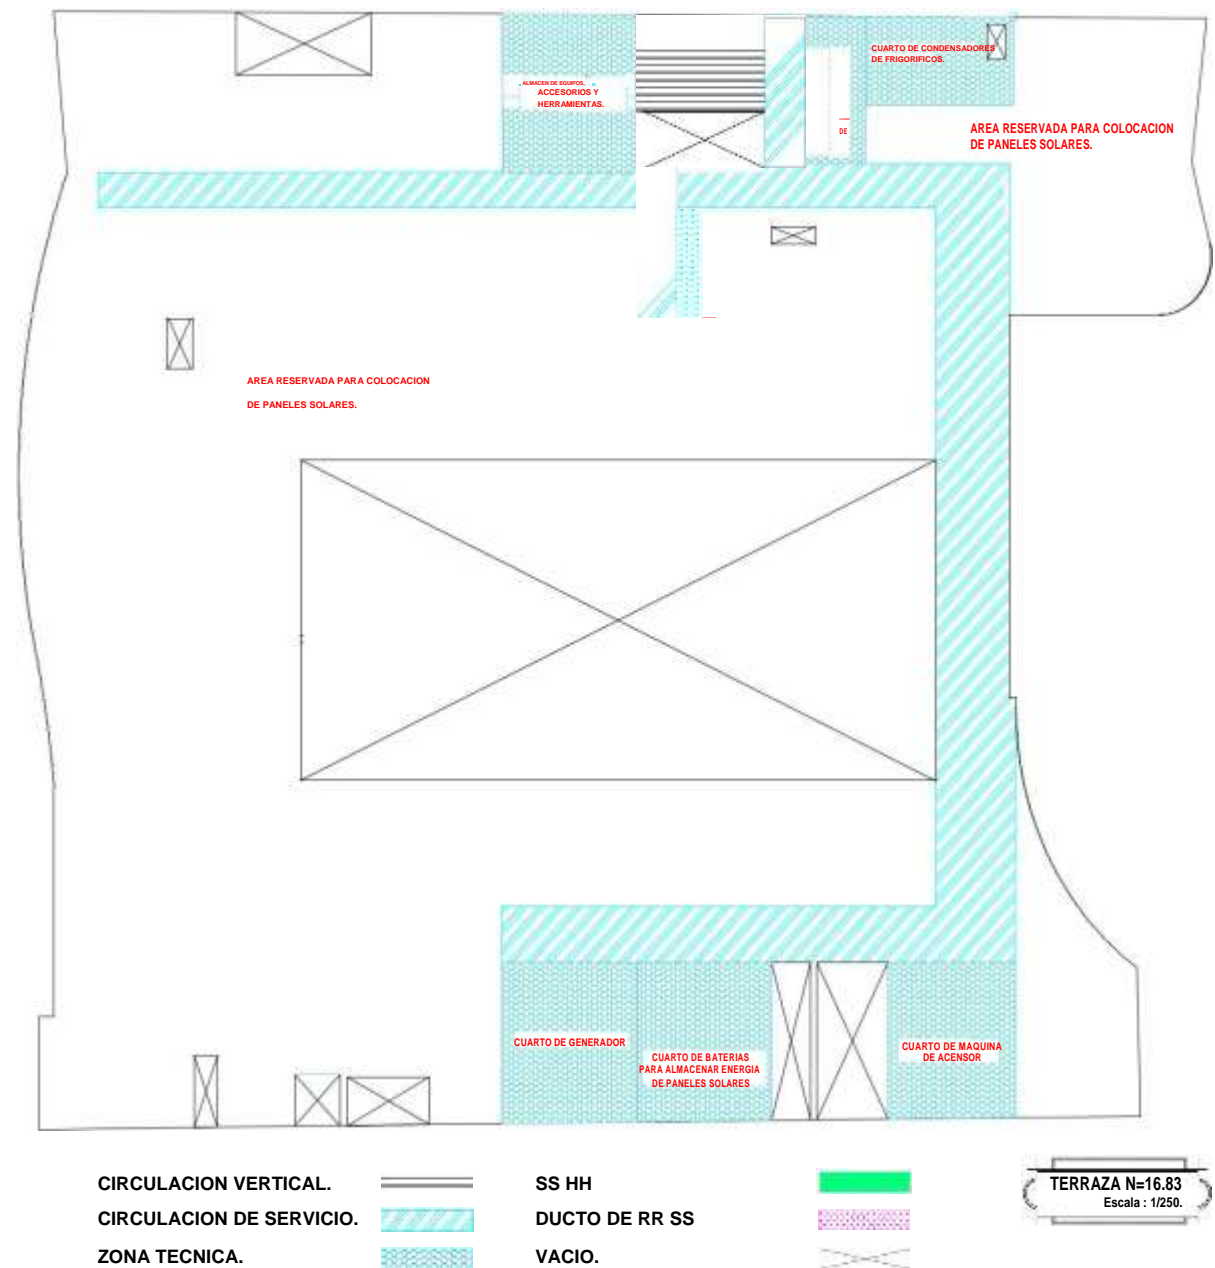 CUARTO DE CONDENSADORES
DE FRIGORIFICOS.
ALMACEN DE EQUIPOS,
ACCESORIOS Y
HERRAMIENTAS.
DE
AREA RESERVADA PARA COLOCACION
DE PANELES SOLARES.
AREA RESERVADA PARA COLOCACION
DE PANELES SOLARES.
CUARTO DE GENERADOR
CUARTO DE BATERIAS
PARA ALMACENAR ENERGIA
DE PANELES SOLARES
CUARTO DE MAQUINA
DE ACENSOR
CIRCULACION VERTICAL.
CIRCULACION DE SERVICIO.
ZONA TECNICA.
SS HH
DUCTO DE RR SS
VACIO.
TERRAZA N=16.83
Escala : 1/250.